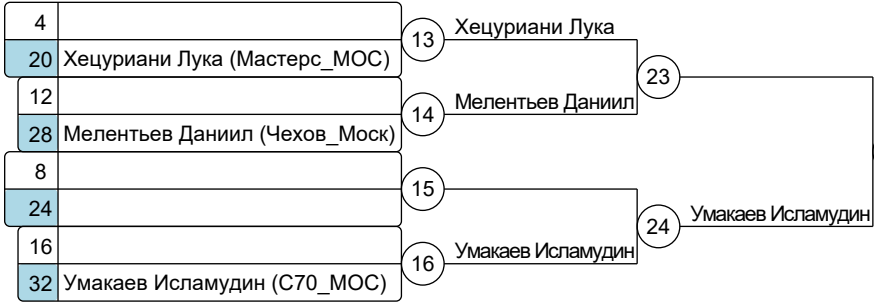 4
20 Хецуриани Лука (Мастерс_МОС)
12
28 Мелентьев Даниил (Чехов_Моск)
8
24
16
32 Умакаев Исламудин (С70_МОС)
13
Хецуриани Лука
14
Мелентьев Даниил
15
16
Умакаев Исламудин
23
24
Умакаев Исламудин